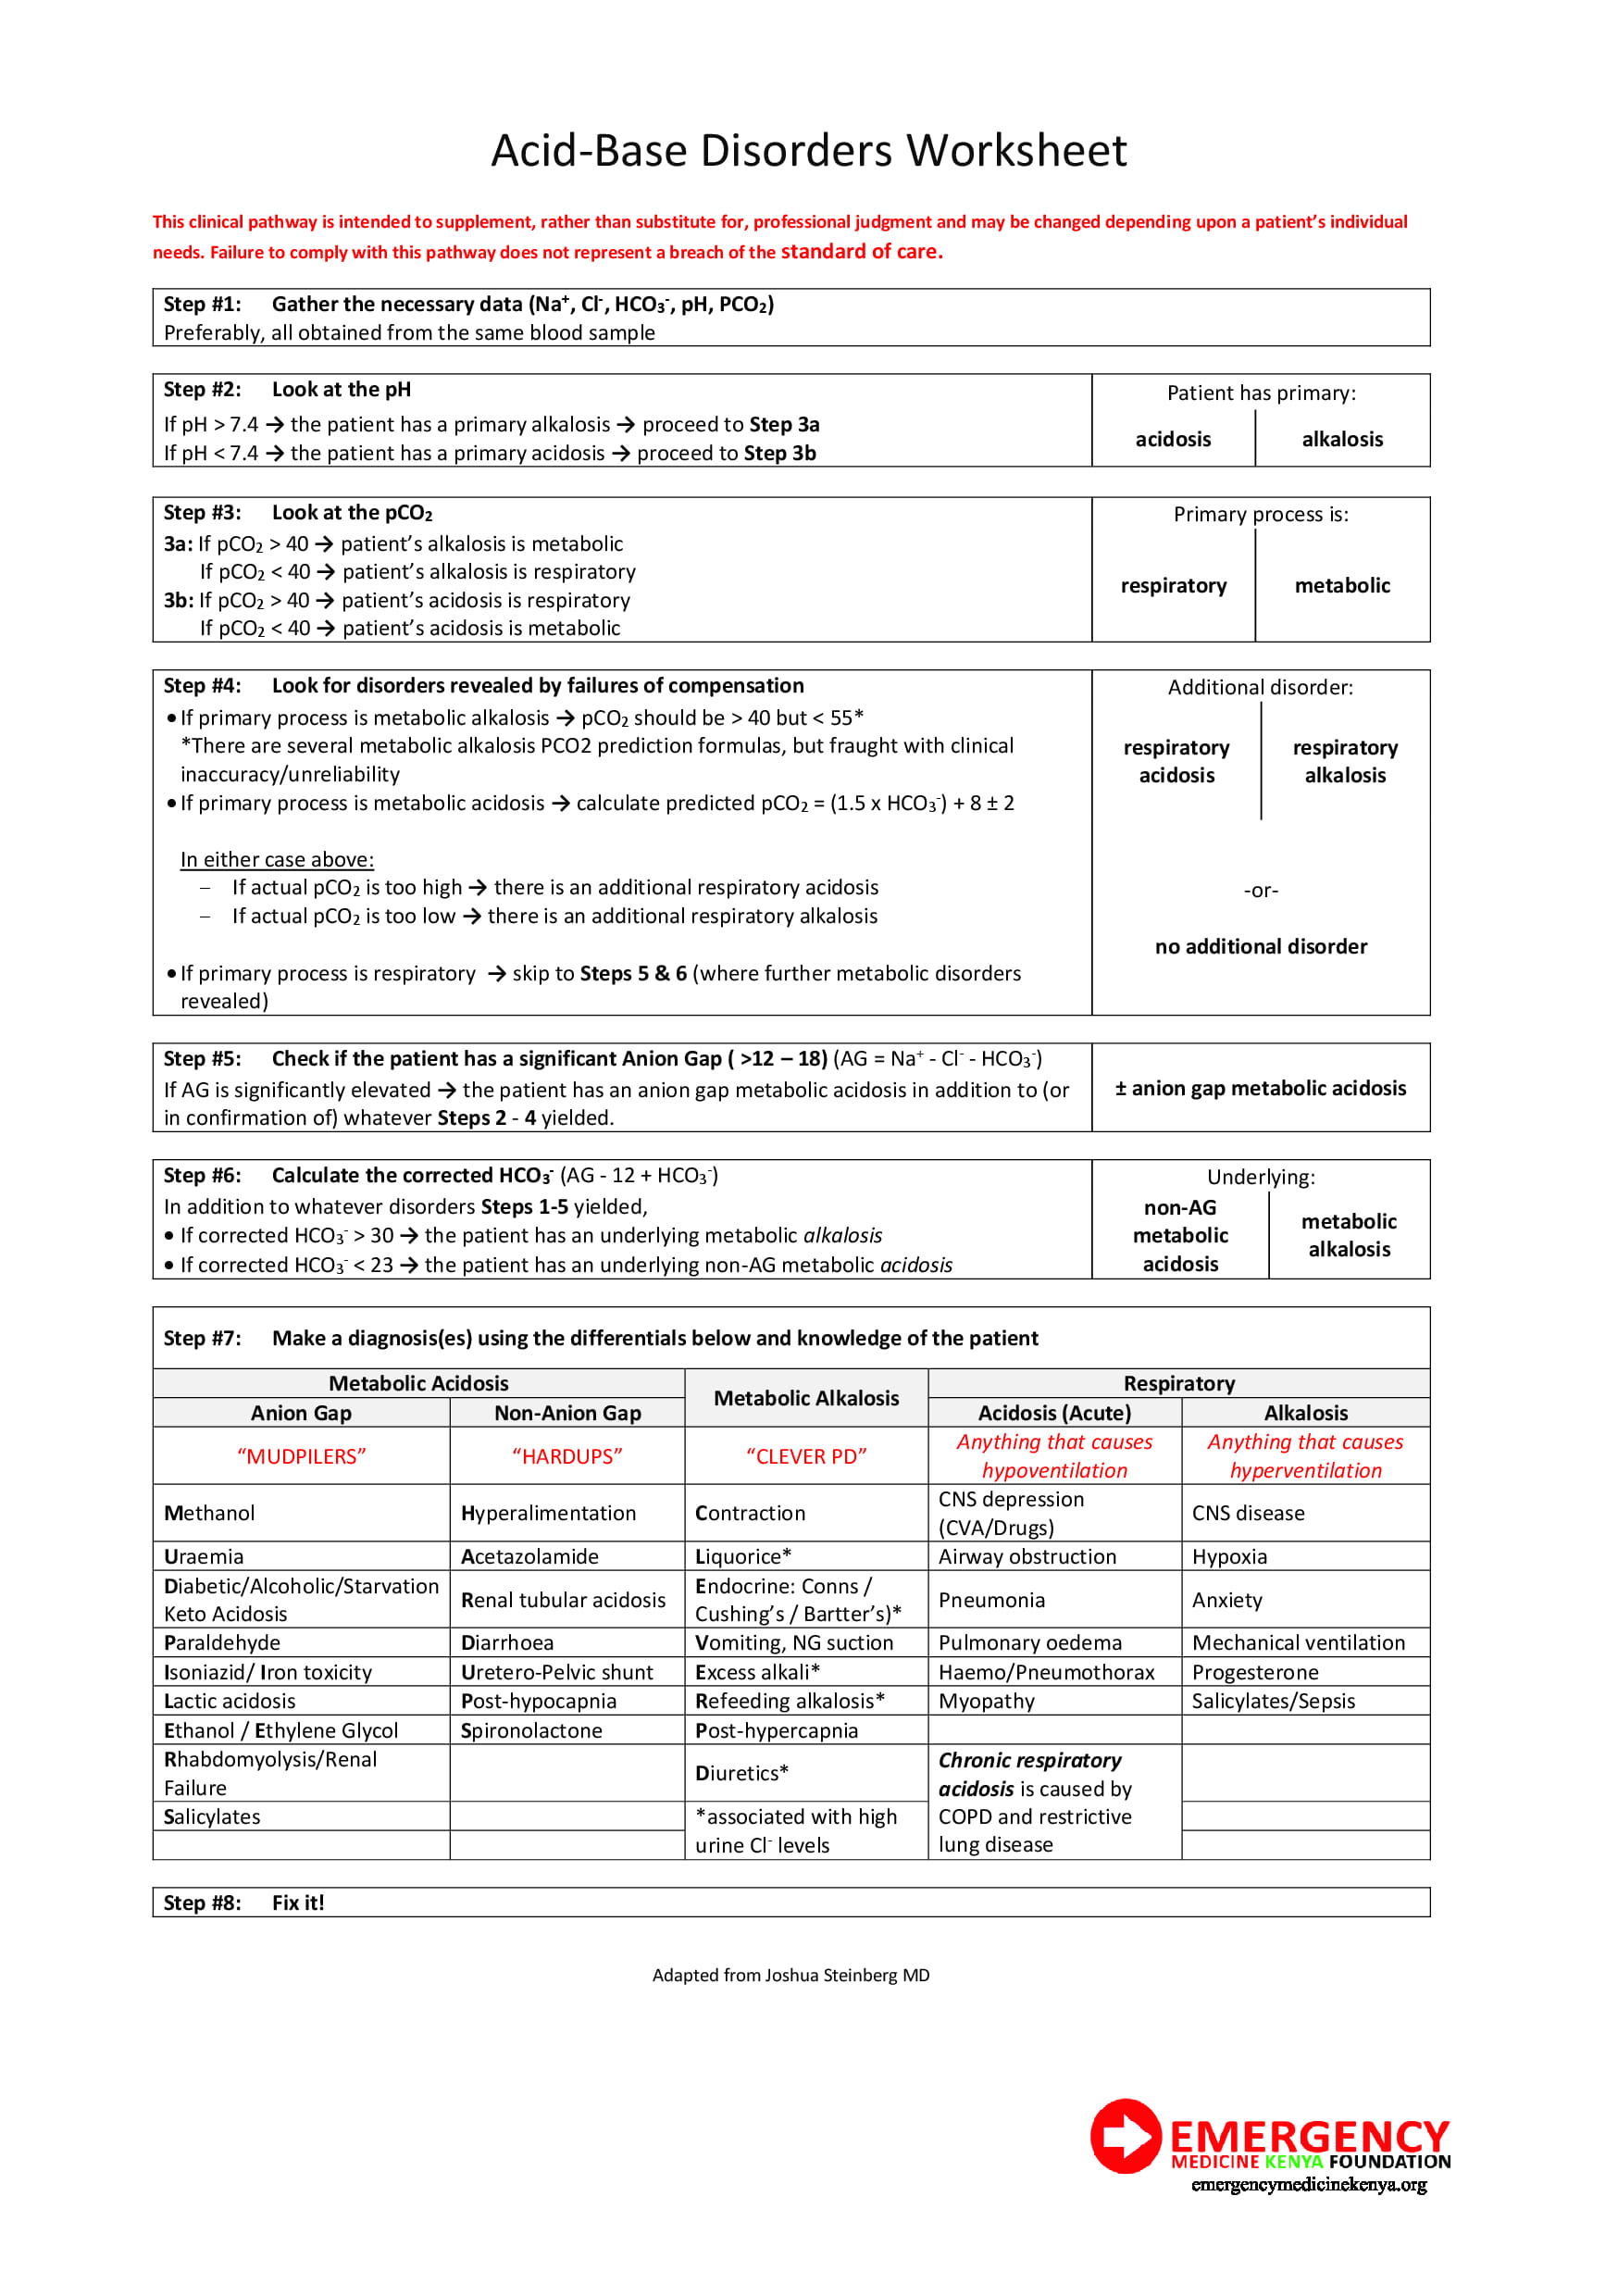 Acid-Base Disorders Worksheet
This clinical pathway is intended to supplement, rather than substitute for, professional judgment and may be changed depending upon a patient's individual
needs. Failure to comply with this pathway does not represent a breach of the standard of care.
Step #1: Gather the necessary data (Na⁺, Cl⁻, HCO₃⁻, pH, PCO₂)
Preferably, all obtained from the same blood sample
Step #2: Look at the pH
If pH > 7.4 → the patient has a primary alkalosis → proceed to Step 3a
If pH < 7.4 → the patient has a primary acidosis → proceed to Step 3b
Patient has primary:
acidosis alkalosis
Step #3: Look at the pCO₂
3a: If pCO₂ > 40 → patient's alkalosis is metabolic
If pCO₂ < 40 → patient's alkalosis is respiratory
3b: If pCO₂ > 40 → patient's acidosis is respiratory
If pCO₂ < 40 → patient's acidosis is metabolic
Primary process is:
respiratory metabolic
Step #4: Look for disorders revealed by failures of compensation
• If primary process is metabolic alkalosis → pCO₂ should be > 40 but < 55*
*There are several metabolic alkalosis PCO2 prediction formulas, but fraught with clinical
inaccuracy/unreliability
• If primary process is metabolic acidosis → calculate predicted pCO₂ = (1.5 x HCO₃⁻) + 8 ± 2
In either case above:
– If actual pCO₂ is too high → there is an additional respiratory acidosis
– If actual pCO₂ is too low → there is an additional respiratory alkalosis
• If primary process is respiratory → skip to Steps 5 & 6 (where further metabolic disorders
revealed)
Additional disorder:
respiratory respiratory
acidosis alkalosis
-or-
no additional disorder
Step #5: Check if the patient has a significant Anion Gap ( >12 – 18) (AG = Na⁺ - Cl⁻ - HCO₃⁻)
If AG is significantly elevated → the patient has an anion gap metabolic acidosis in addition to (or
in confirmation of) whatever Steps 2 - 4 yielded.
± anion gap metabolic acidosis
Step #6: Calculate the corrected HCO₃⁻ (AG - 12 + HCO₃⁻)
In addition to whatever disorders Steps 1-5 yielded,
• If corrected HCO₃⁻ > 30 → the patient has an underlying metabolic alkalosis
• If corrected HCO₃⁻ < 23 → the patient has an underlying non-AG metabolic acidosis
Underlying:
non-AG
metabolic
acidosis
metabolic
alkalosis
Step #7: Make a diagnosis(es) using the differentials below and knowledge of the patient
Metabolic Acidosis Metabolic Alkalosis Respiratory
Anion Gap Non-Anion Gap Acidosis (Acute) Alkalosis
"MUDPILERS" "HARDUPS" "CLEVER PD"
Anything that causes
hypoventilation
Anything that causes
hyperventilation
Methanol Hyperalimentation Contraction
CNS depression
(CVA/Drugs)
CNS disease
Uraemia Acetazolamide Liquorice* Airway obstruction Hypoxia
Diabetic/Alcoholic/Starvation
Keto Acidosis
Renal tubular acidosis
Endocrine: Conns /
Cushing's / Bartter's)*
Pneumonia Anxiety
Paraldehyde Diarrhoea Vomiting, NG suction Pulmonary oedema Mechanical ventilation
Isoniazid/ Iron toxicity Uretero-Pelvic shunt Excess alkali* Haemo/Pneumothorax Progesterone
Lactic acidosis Post-hypocapnia Refeeding alkalosis* Myopathy Salicylates/Sepsis
Ethanol / Ethylene Glycol Spironolactone Post-hypercapnia
Rhabdomyolysis/Renal
Failure
Diuretics*
Chronic respiratory
acidosis is caused by
COPD and restrictive
lung disease
Salicylates
*associated with high
urine Cl⁻ levels
Step #8: Fix it!
Adapted from Joshua Steinberg MD
EMERGENCY
MEDICINE KENYA FOUNDATION
emergencymedicinekenya.org